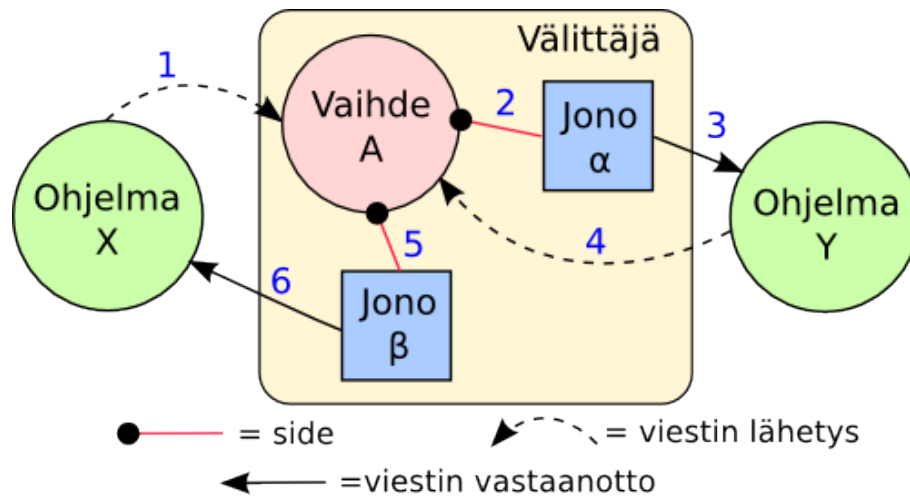 Välittäjä
1
Vaihde
A
2
Jono
α
3
Ohjelma
X
Ohjelma
Y
4
5
6
Jono
β
= side
= viestin lähetys
=viestin vastaanotto